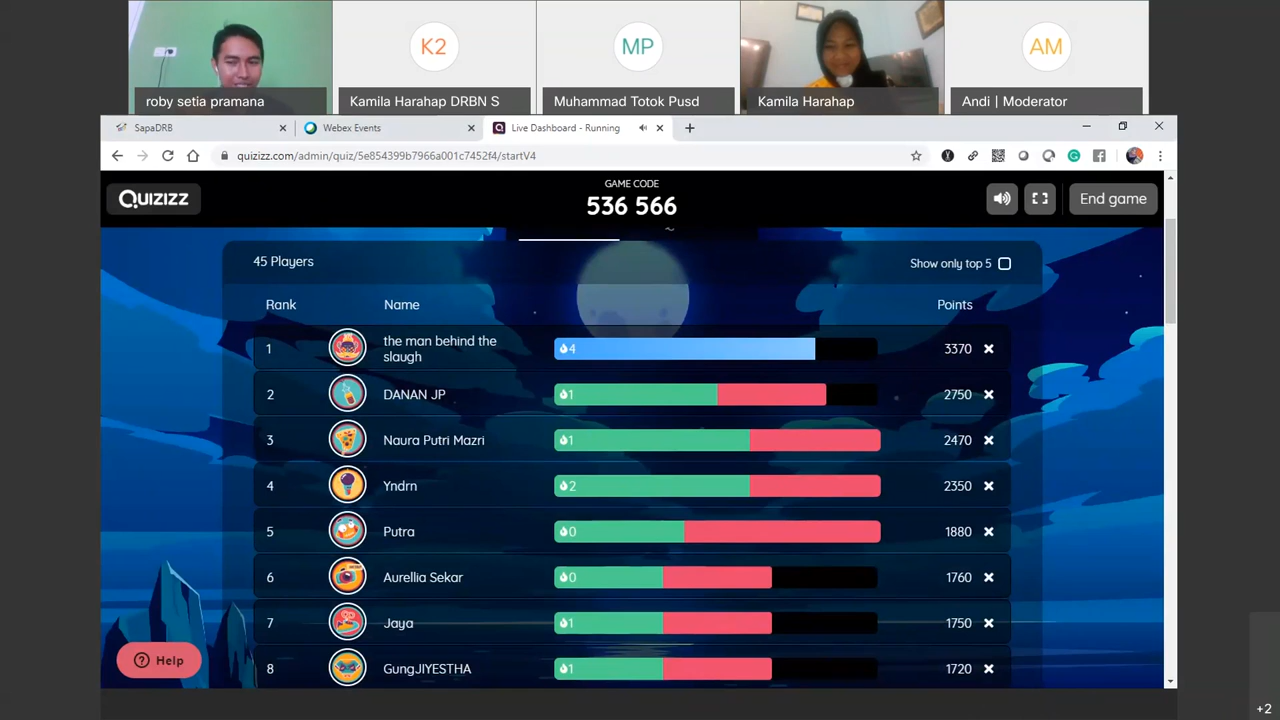 K2
MP
AM
roby setia pramana
Kamila Harahap DRBN S
Muhammad Totok Pusd
Kamila Harahap
Andi | Moderator
SapaDRB
Webex Events
Live Dashboard - Running
quizizz.com/admin/quiz/5e854399b7966a001c7452f4/startV4
QUIZIZZ
GAME CODE
536 566
End game
45 Players
Show only top 5
Rank Name Points
1 the man behind the slaugh 4 3370
2 DANAN JP 1 2750
3 Naura Putri Mazri 1 2470
4 Yndrn 2 2350
5 Putra 0 1880
6 Aurellia Sekar 0 1760
7 Jaya 1 1750
8 GungJIYESTHA 1 1720
Help
+2